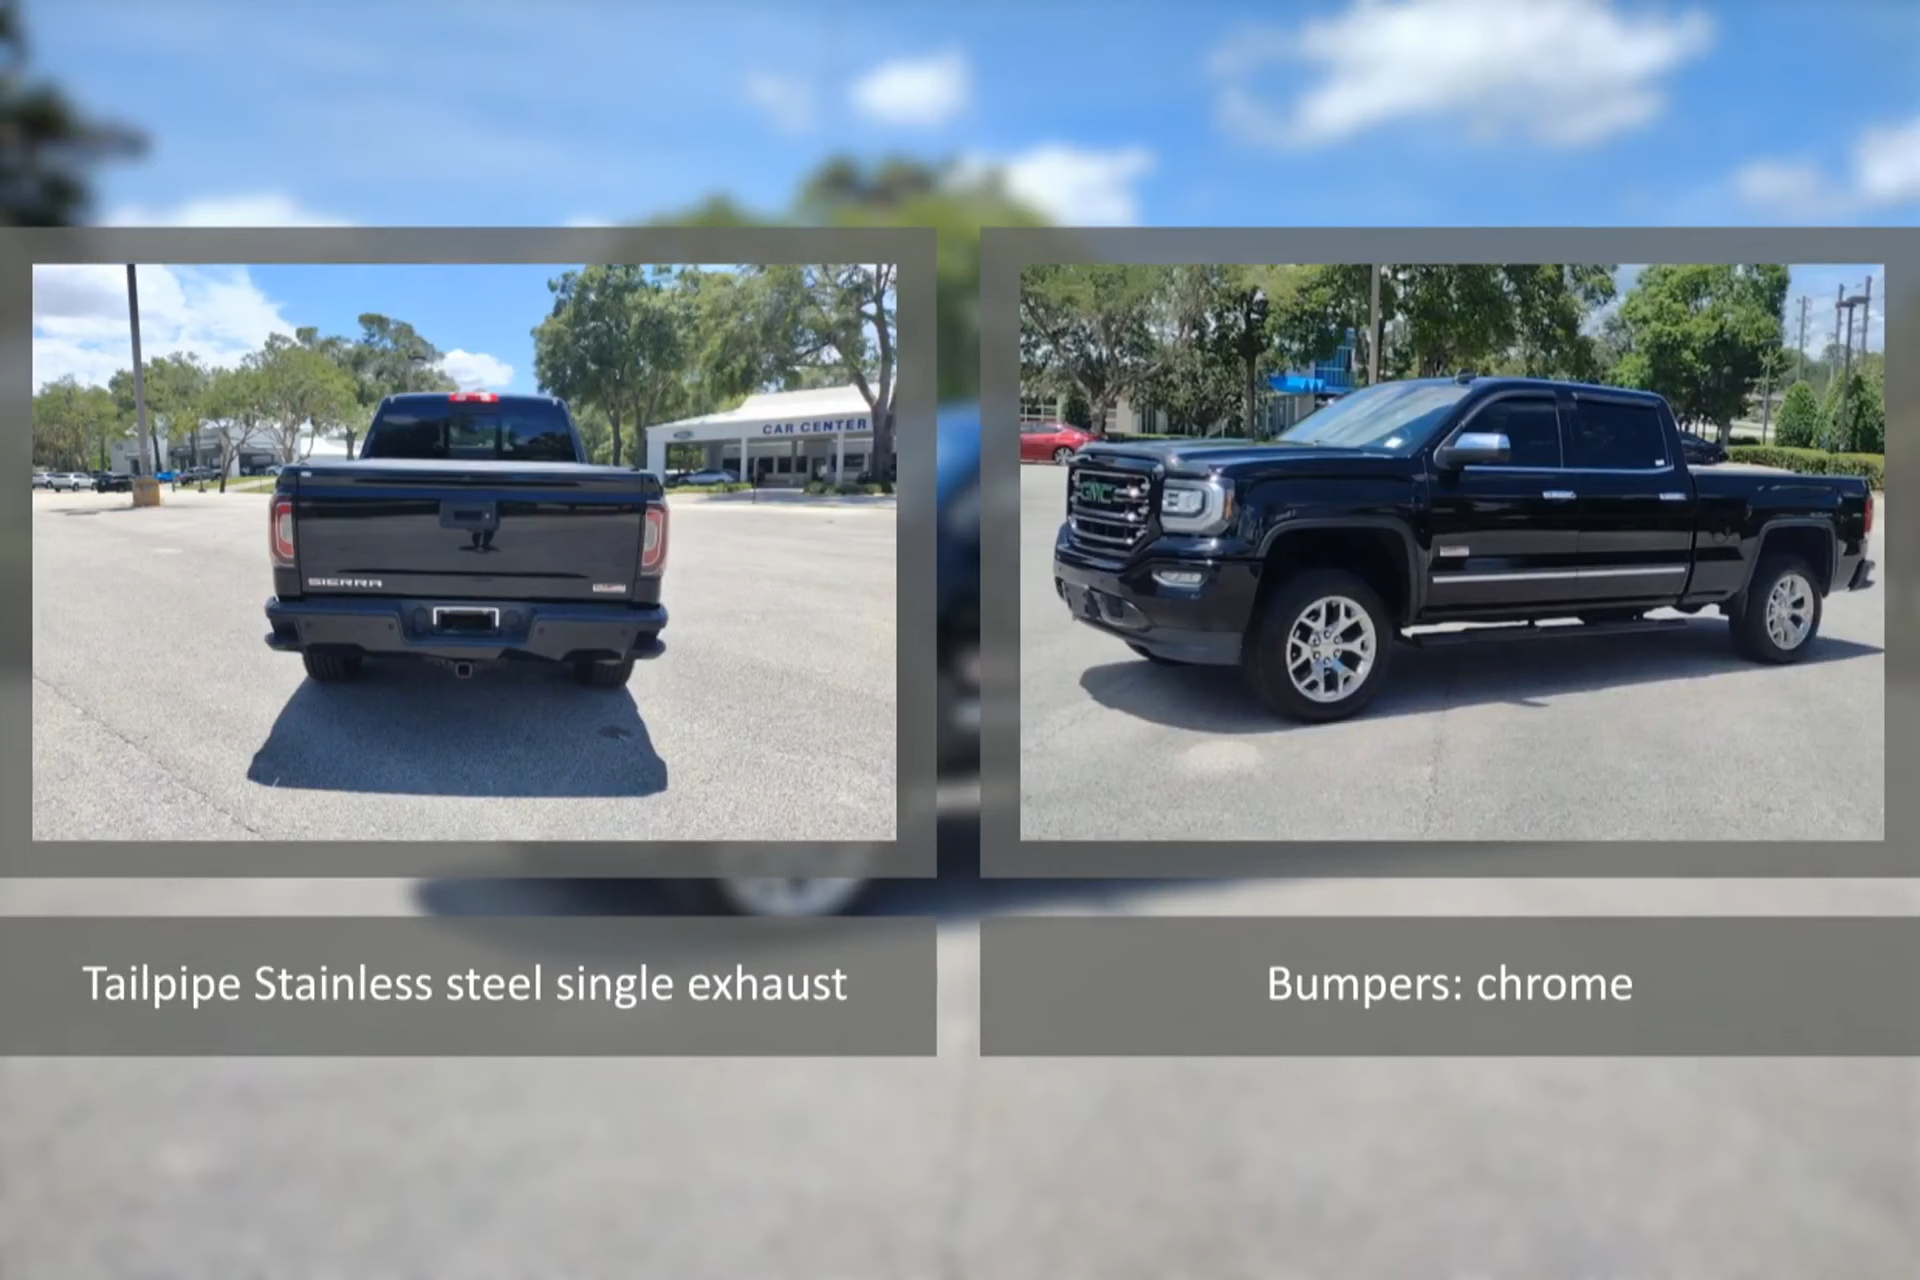 CAR CENTER
SIERRA
GMC
Tailpipe Stainless steel single exhaust
Bumpers: chrome